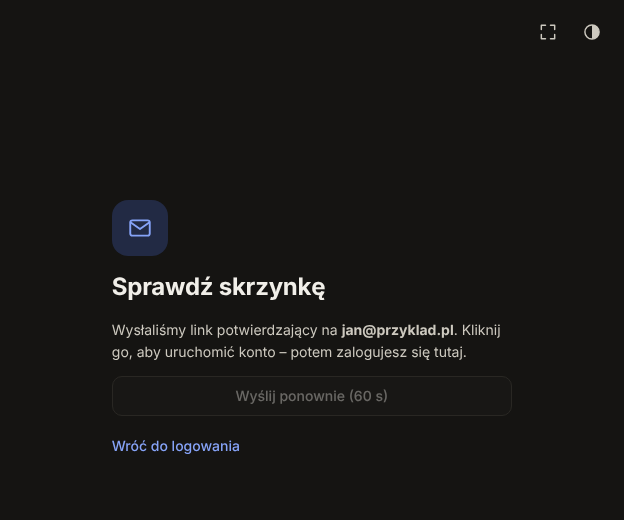 Sprawdź skrzynkę
Wysłaliśmy link potwierdzający na jan@przyklad.pl. Kliknij
go, aby uruchomić konto – potem zalogujesz się tutaj.
Wyślij ponownie (60 s)
Wróć do logowania